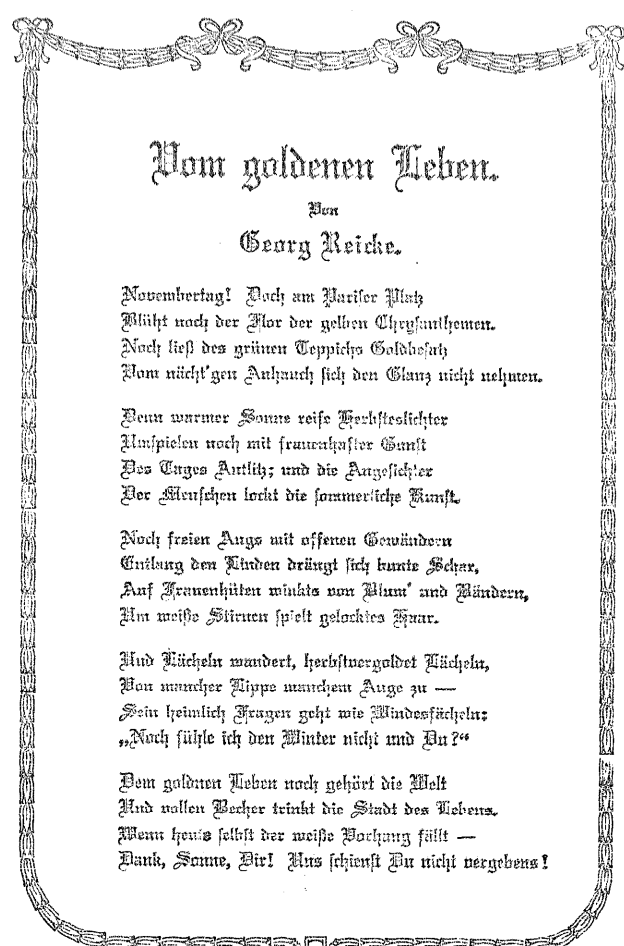 Vom goldenen Leben.
Von
Georg Reicke.
Novembertag! Doch am Pariser Platz
Blüht noch der Flor der gelben Chrysanthemen.
Noch ließ des grünen Teppichs Goldbesatz
Vom nächt'gen Anhauch sich den Glanz nicht nehmen.
Denn warmer Sonne reife Herbsteslichter
Umspielen noch mit frauenhafter Gunst
Des Tages Antlitz; und die Angesichter
Der Menschen lockt die sommerliche Kunst.
Noch freien Augs mit offenen Gewändern
Entlang den Linden drängt sich bunte Schar,
Auf Frauenhüten winkts von Blum' und Bändern,
Um weiße Stirnen spielt gelocktes Haar.
Und Lächeln wandert, herbstvergoldet Lächeln,
Von mancher Lippe manchem Auge zu —
Sein heimlich Fragen geht wie Windesfächeln:
„Noch fühle ich den Winter nicht und Du?“
Dem goldnen Leben noch gehört die Welt
Und vollen Becher trinkt die Stadt des Lebens.
Wenn heute selbst der weiße Vorhang fällt —
Dank, Sonne, Dir! Uns schienst Du nicht vergebens!